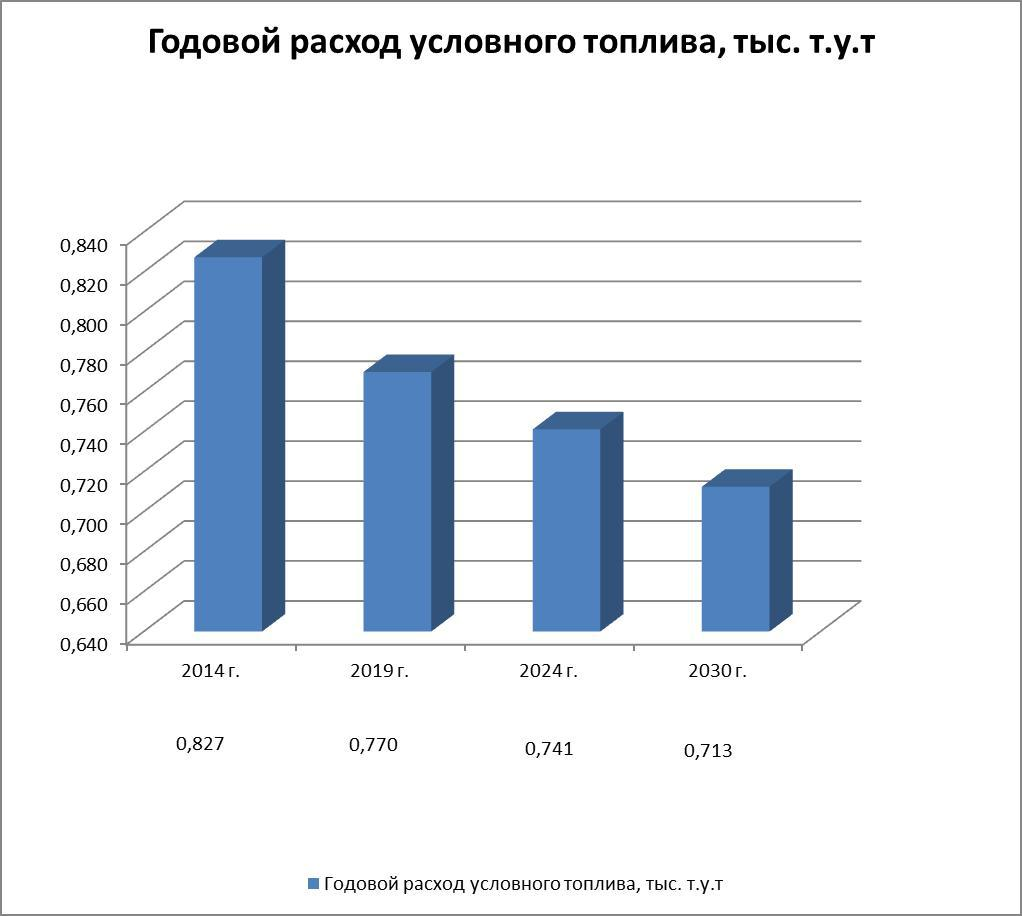 Годовой расход условного топлива, тыс. т.у.т
0,840
0,820
0,800
0,780
0,760
0,740
0,720
0,700
0,680
0,660
0,640
2014 г. 2019 г. 2024 г. 2030 г.
0,827 0,770 0,741 0,713
Годовой расход условного топлива, тыс. т.у.т